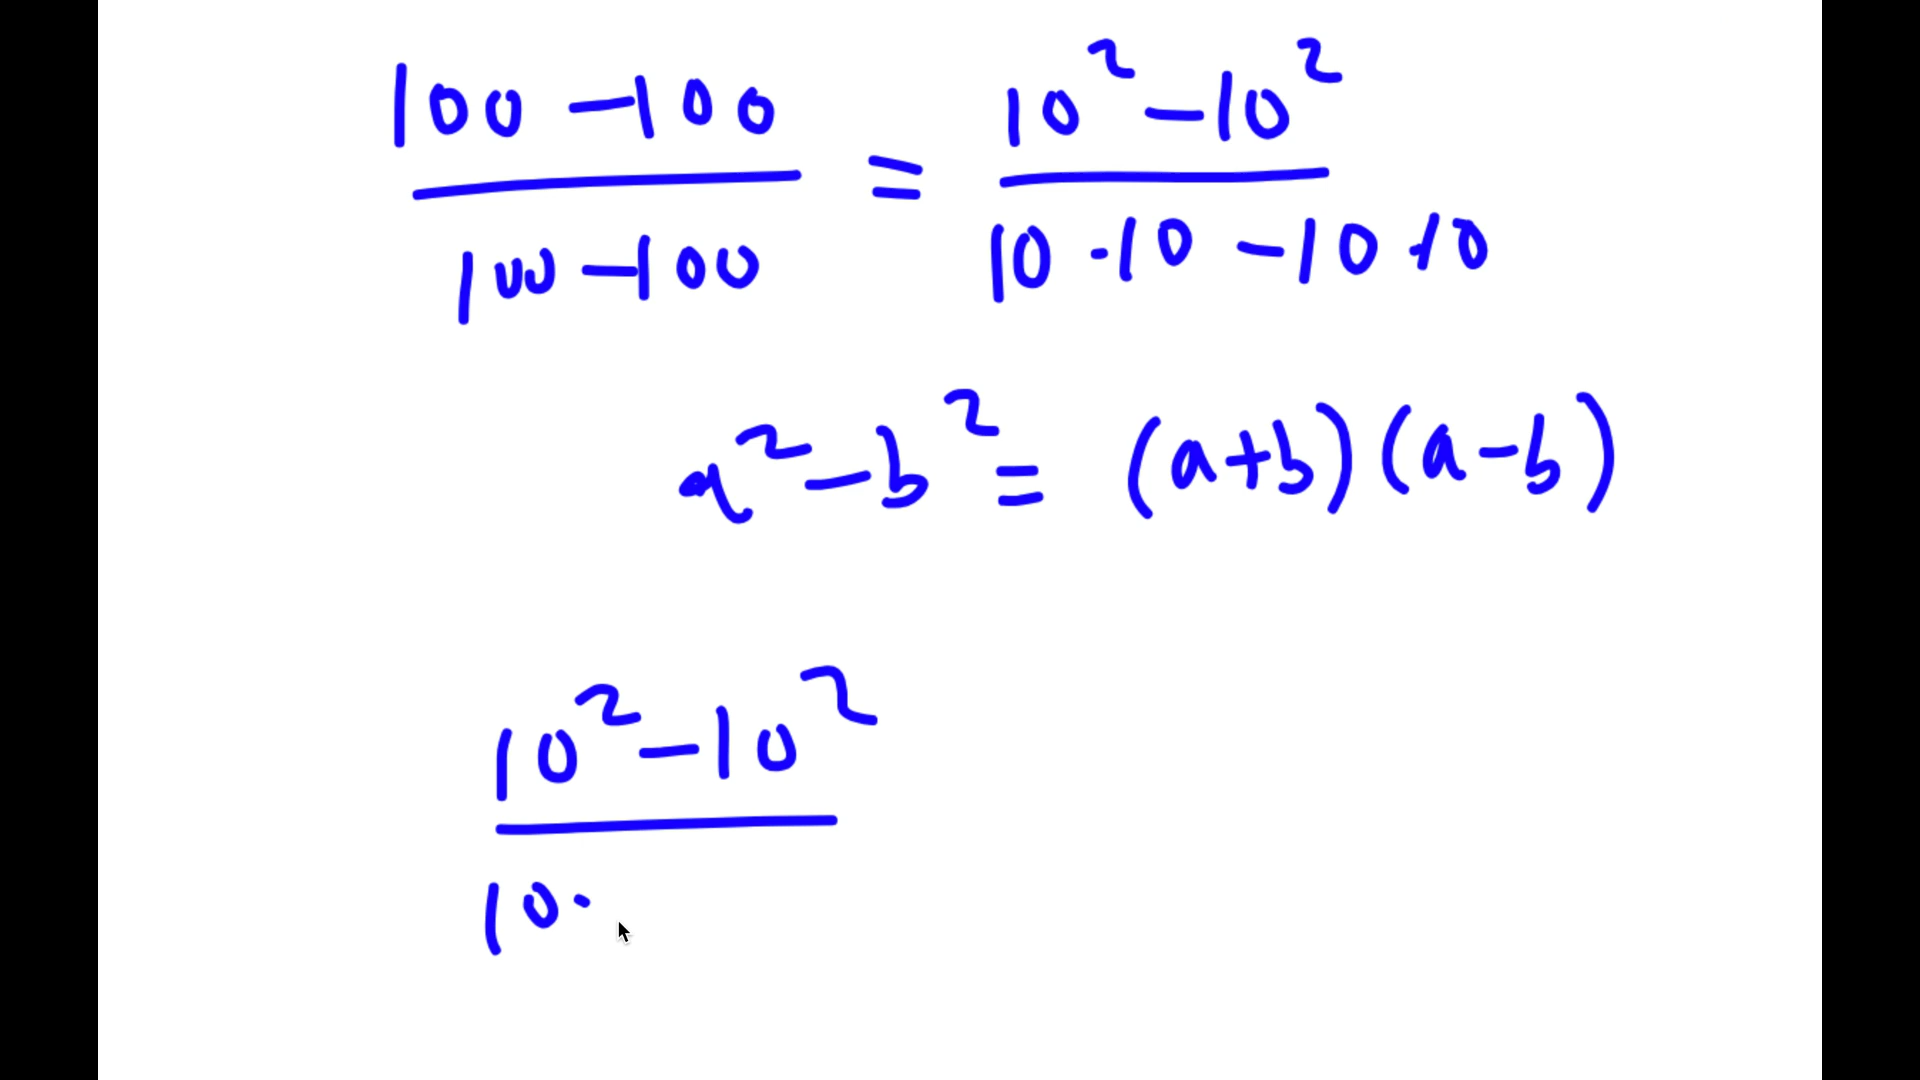 100 - 100 / 100 - 100 = 10² - 10² / 10 · 10 - 10 · 10
a² - b² = (a+b)(a-b)
10² - 10²
10 ·